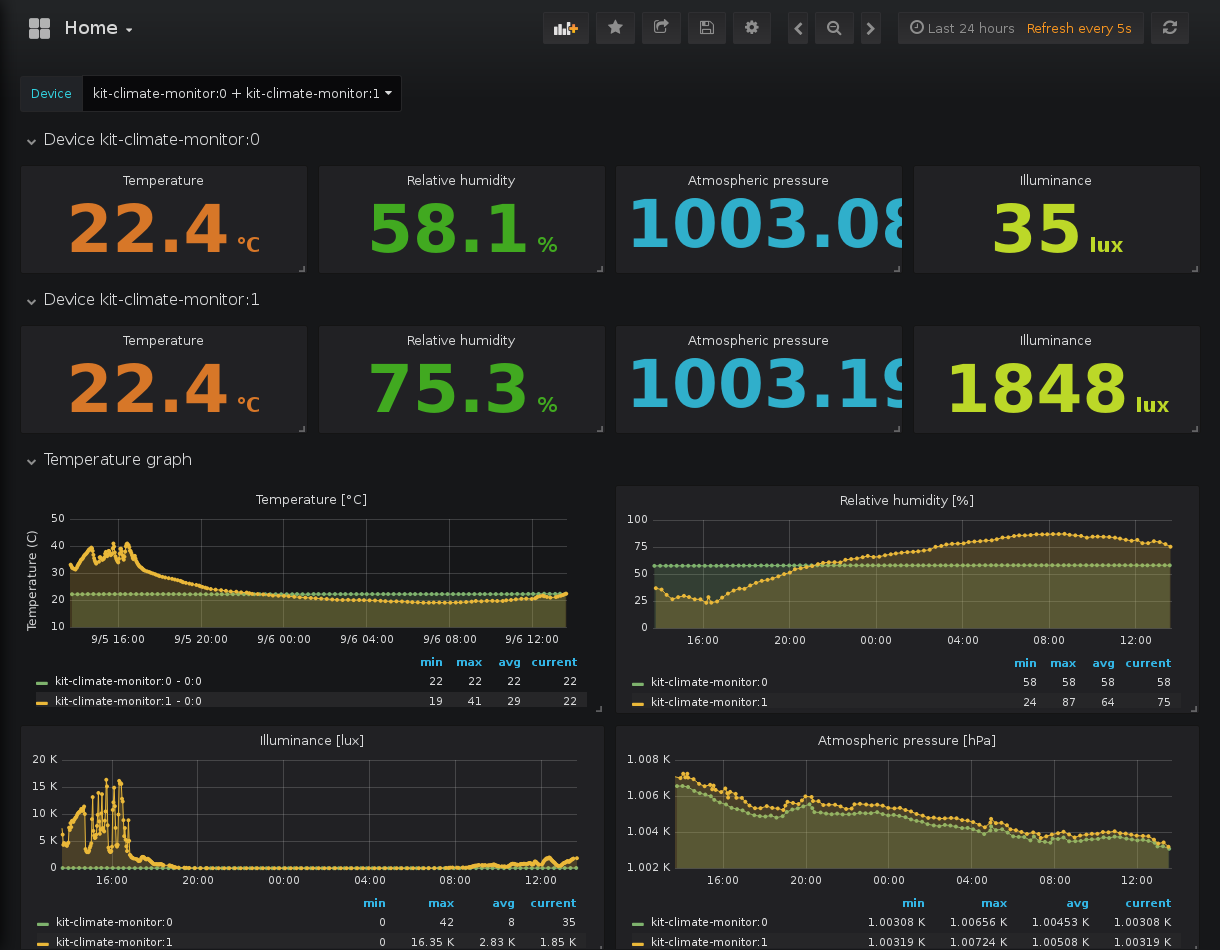 Home
Last 24 hours Refresh every 5s
Device kit-climate-monitor:0 + kit-climate-monitor:1
Device kit-climate-monitor:0
Temperature Relative humidity Atmospheric pressure Illuminance
22.4 °C 58.1 % 1003.08 35 lux
Device kit-climate-monitor:1
Temperature Relative humidity Atmospheric pressure Illuminance
22.4 °C 75.3 % 1003.19 1848 lux
Temperature graph
Temperature [°C]
Temperature (C)
50
40
30
20
10
9/5 16:00 9/5 20:00 9/6 00:00 9/6 04:00 9/6 08:00 9/6 12:00
min max avg current
kit-climate-monitor:0 - 0:0 22 22 22 22
kit-climate-monitor:1 - 0:0 19 41 29 22
Relative humidity [%]
100
75
50
25
0
16:00 20:00 00:00 04:00 08:00 12:00
min max avg current
kit-climate-monitor:0 58 58 58 58
kit-climate-monitor:1 24 87 64 75
Illuminance [lux]
20 K
15 K
10 K
5 K
0
16:00 20:00 00:00 04:00 08:00 12:00
min max avg current
kit-climate-monitor:0 0 42 8 35
kit-climate-monitor:1 0 16.35 K 2.83 K 1.85 K
Atmospheric pressure [hPa]
1.008 K
1.006 K
1.004 K
1.002 K
16:00 20:00 00:00 04:00 08:00 12:00
min max avg current
kit-climate-monitor:0 1.00308 K 1.00656 K 1.00453 K 1.00308 K
kit-climate-monitor:1 1.00319 K 1.00724 K 1.00508 K 1.00319 K